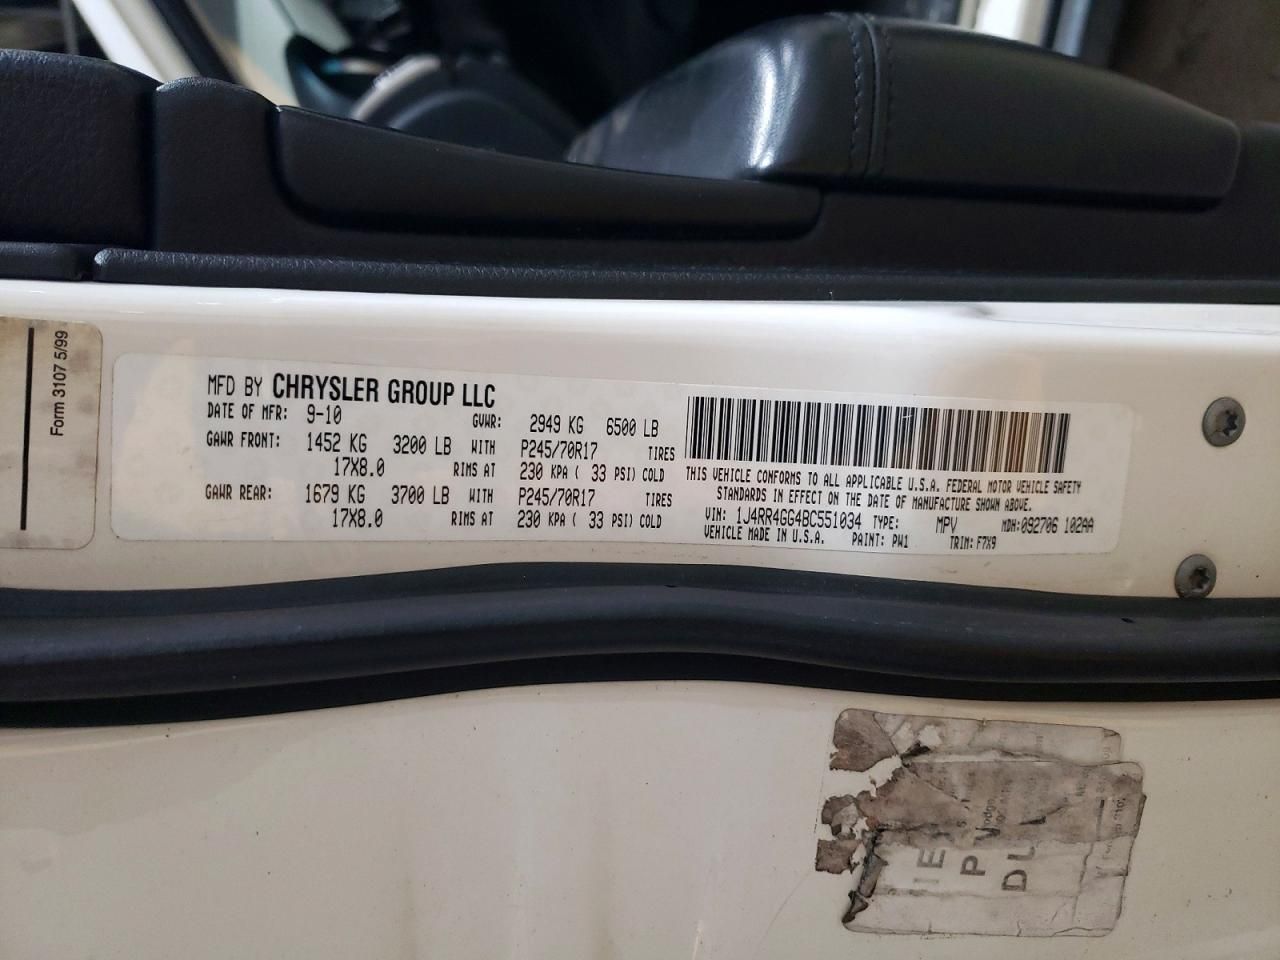 Form 3107 5/99
MFD BY CHRYSLER GROUP LLC
DATE OF MFR: 9-10 GVWR: 2949 KG 6500 LB
GAWR FRONT: 1452 KG 3200 LB WITH P245/70R17 TIRES
17X8.0 RIMS AT 230 KPA ( 33 PSI) COLD
GAWR REAR: 1679 KG 3700 LB WITH P245/70R17 TIRES
17X8.0 RIMS AT 230 KPA ( 33 PSI) COLD
THIS VEHICLE CONFORMS TO ALL APPLICABLE U.S.A. FEDERAL MOTOR VEHICLE SAFETY
STANDARDS IN EFFECT ON THE DATE OF MANUFACTURE SHOWN ABOVE.
VIN: 1J4RR4GG4BC551034 TYPE: MPV MDH:092706 102AA
VEHICLE MADE IN U.S.A. PAINT: PW1 TRIM: F7X9